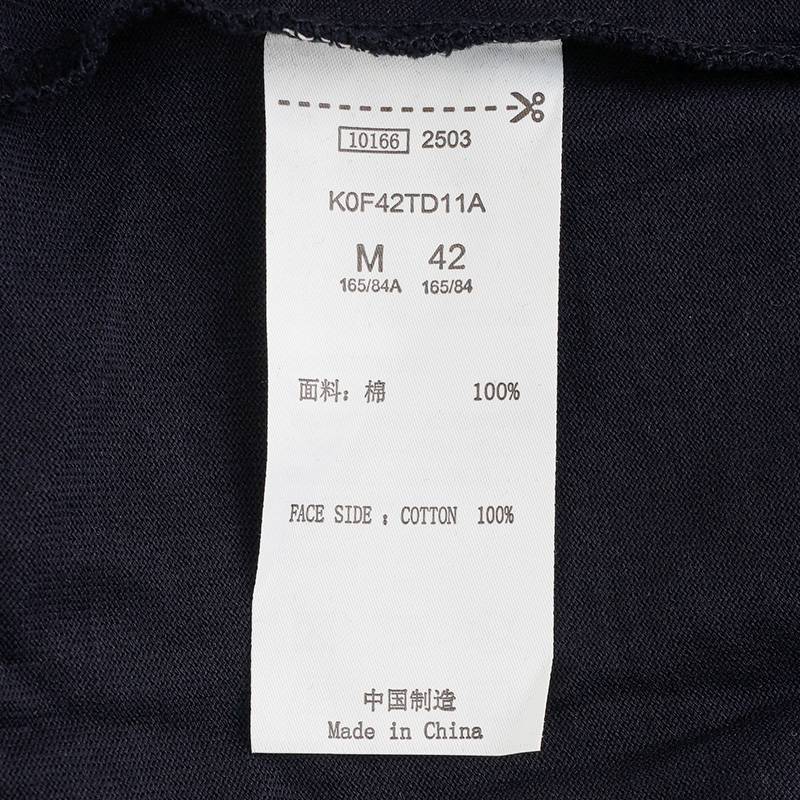 10166 2503
K0F42TD11A
M 42
165/84A 165/84
面料：棉 100%
FACE SIDE : COTTON 100%
中国制造
Made in China